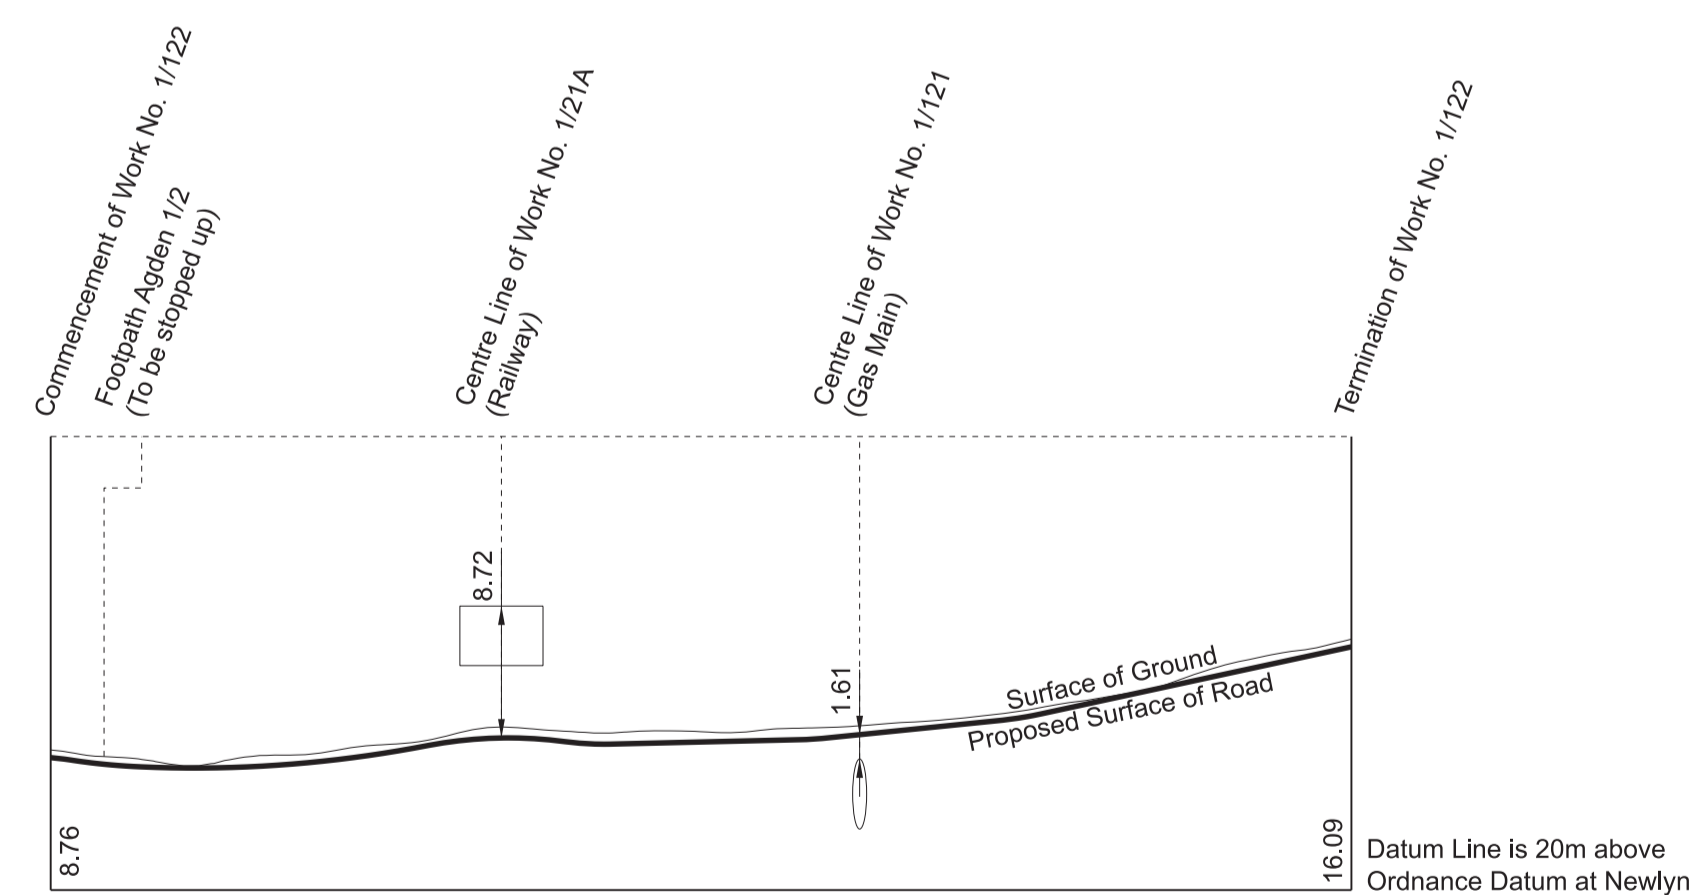 Commencement of Work No. 1/122
Footpath Agden 1/2
(To be stopped up)
Centre Line of Work No. 1/21A
(Railway)
Centre Line of Work No. 1/121
(Gas Main)
Termination of Work No. 1/122
8.72
1.61
Surface of Ground
Proposed Surface of Road
8.76
16.09
Datum Line is 20m above
Ordnance Datum at Newlyn